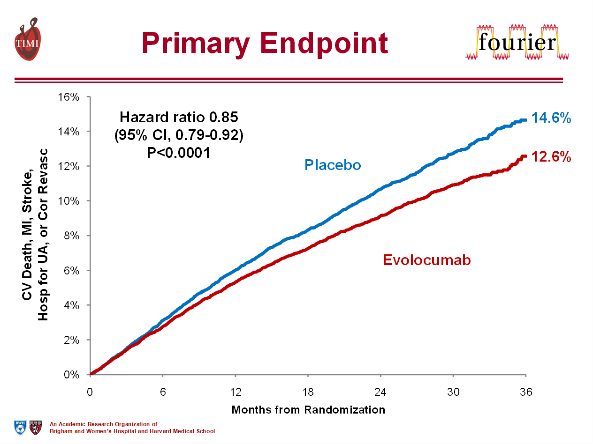 TIMI
Primary Endpoint
fourier
16%
14%
12%
10%
8%
6%
4%
2%
0%
CV Death, MI, Stroke,
Hosp for UA, or Cor Revasc
Hazard ratio 0.85
(95% CI, 0.79-0.92)
P<0.0001
Placebo
14.6%
12.6%
Evolocumab
0 6 12 18 24 30 36
Months from Randomization
An Academic Research Organization of
Brigham and Women's Hospital and Harvard Medical School